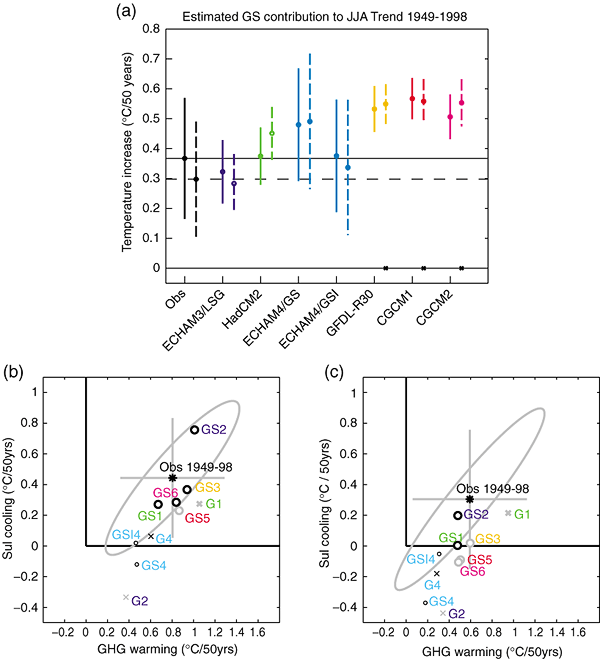 (a)
Estimated GS contribution to JJA Trend 1949-1998
Temperature increase (°C/50 years)
0.8
0.7
0.6
0.5
0.4
0.3
0.2
0.1
0
Obs
ECHAM3/LSG
HadCM2
ECHAM4/GS
ECHAM4/GSI
GFDL-R30
CGCM1
CGCM2
(b)
Sul cooling (°C/50yrs)
1
0.8
0.6
0.4
0.2
0
−0.2
−0.4
GS2
Obs 1949-98
GS6
GS3
G1
GS1
GS5
GSI4
G4
GS4
G2
−0.2 0 0.2 0.4 0.6 0.8 1 1.2 1.4 1.6
GHG warming (°C/50yrs)
(c)
Sul cooling (°C / 50yrs)
1
0.8
0.6
0.4
0.2
0
−0.2
−0.4
−0.5
Obs 1949-98
GS2
G1
GS1
GS3
GSI4
GS5
G4
GS6
GS4
G2
−0.2 0 0.2 0.4 0.6 0.8 1 1.2 1.4 1.6
GHG warming (°C/50yrs)